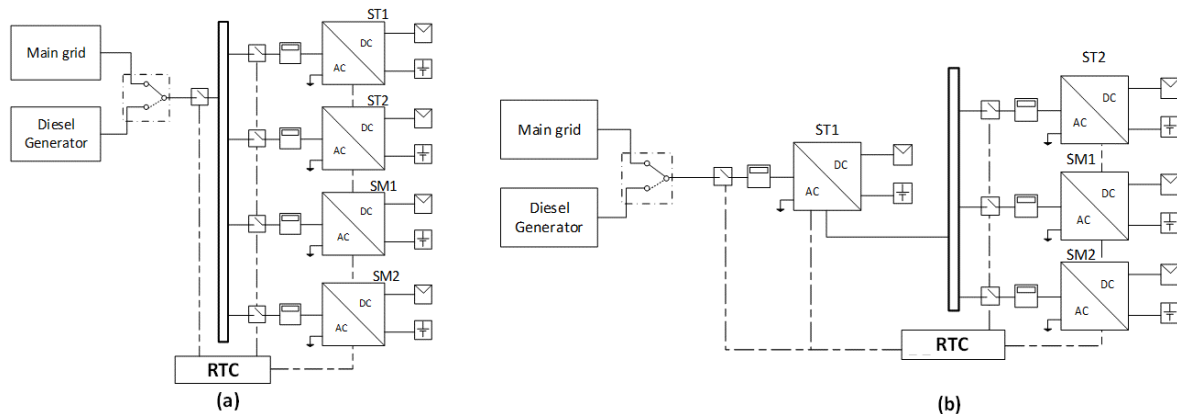 Main grid
Diesel
Generator
ST1
DC
AC
ST2
DC
AC
SM1
DC
AC
SM2
DC
AC
RTC
(a)
Main grid
Diesel
Generator
ST1
DC
AC
ST2
DC
AC
SM1
DC
AC
SM2
DC
AC
RTC
(b)